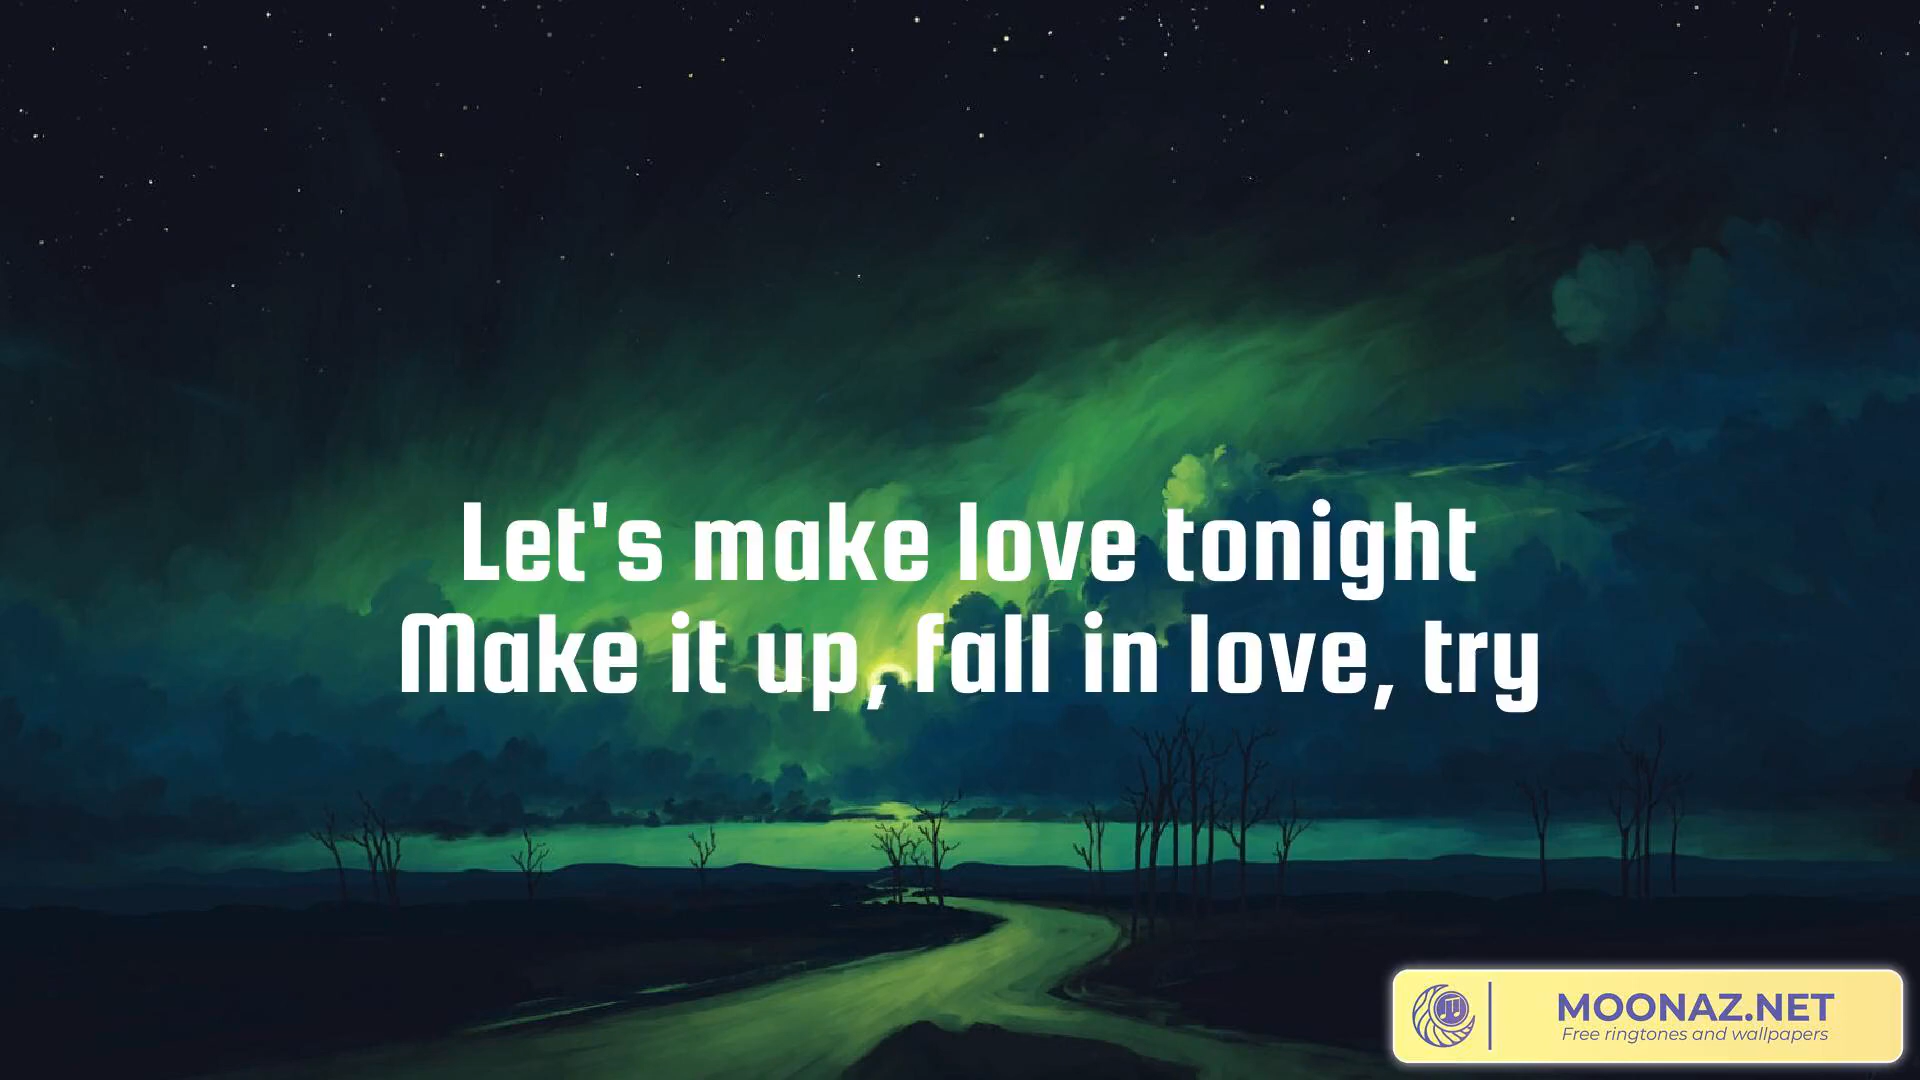 Let's make love tonight
Make it up, fall in love, try
MOONAZ.NET
Free ringtones and wallpapers